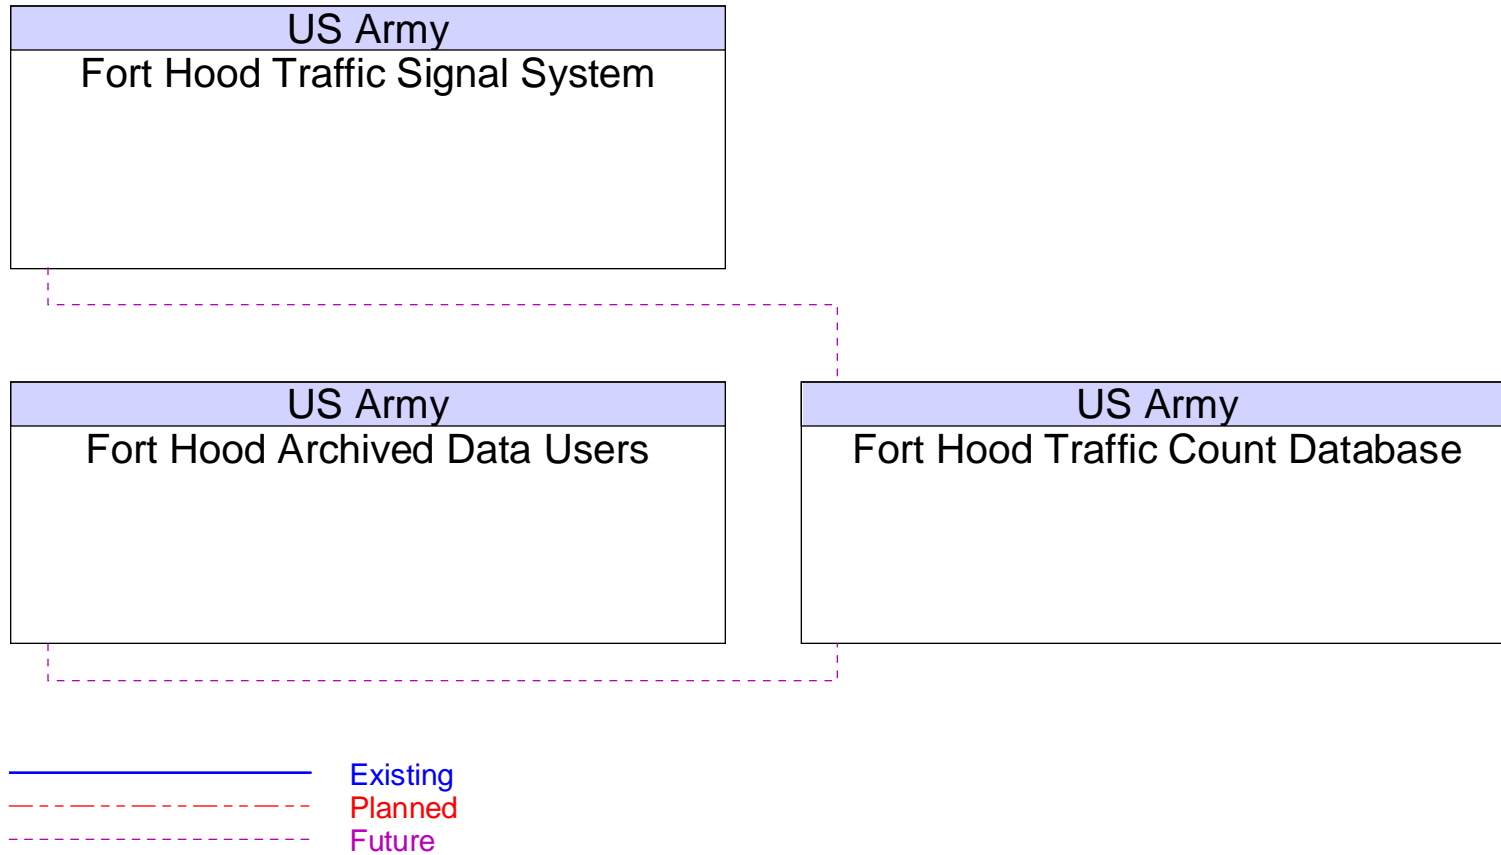 US Army
Fort Hood Traffic Signal System
US Army
Fort Hood Archived Data Users
US Army
Fort Hood Traffic Count Database
Existing
Planned
Future